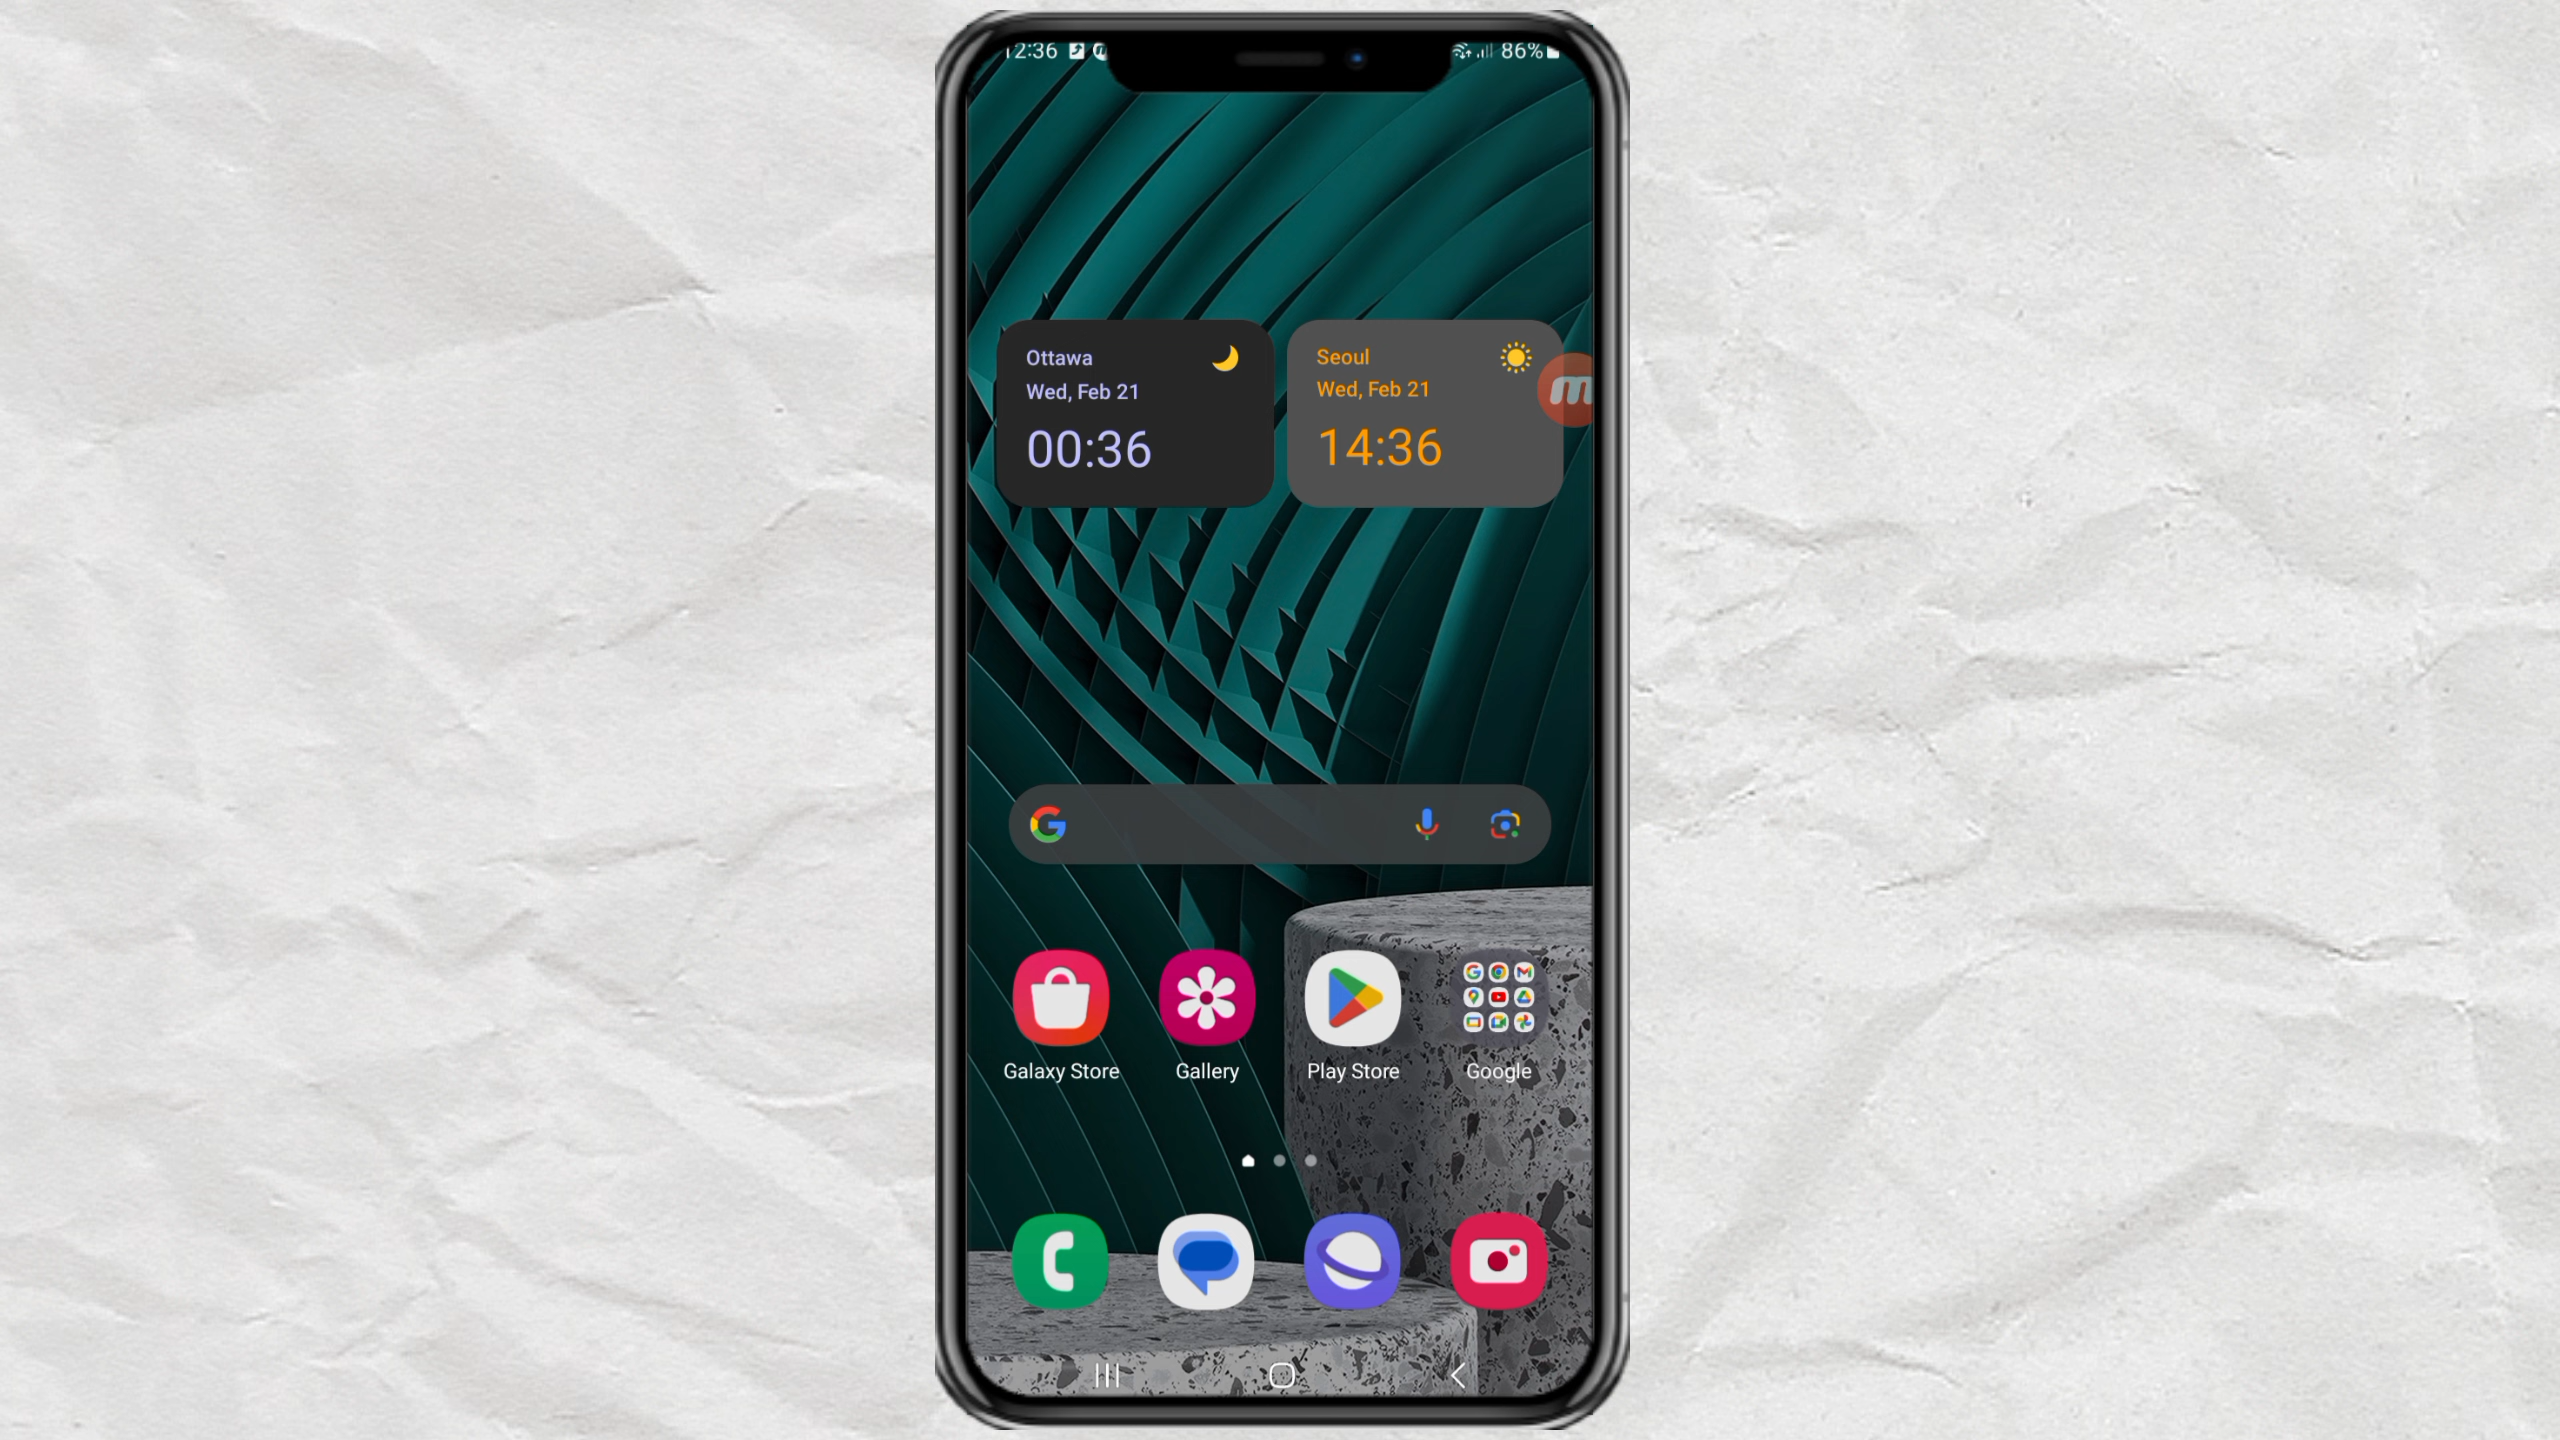 12:36
86%
Ottawa
Wed, Feb 21
00:36
Seoul
Wed, Feb 21
14:36
Galaxy Store
Gallery
Play Store
Google